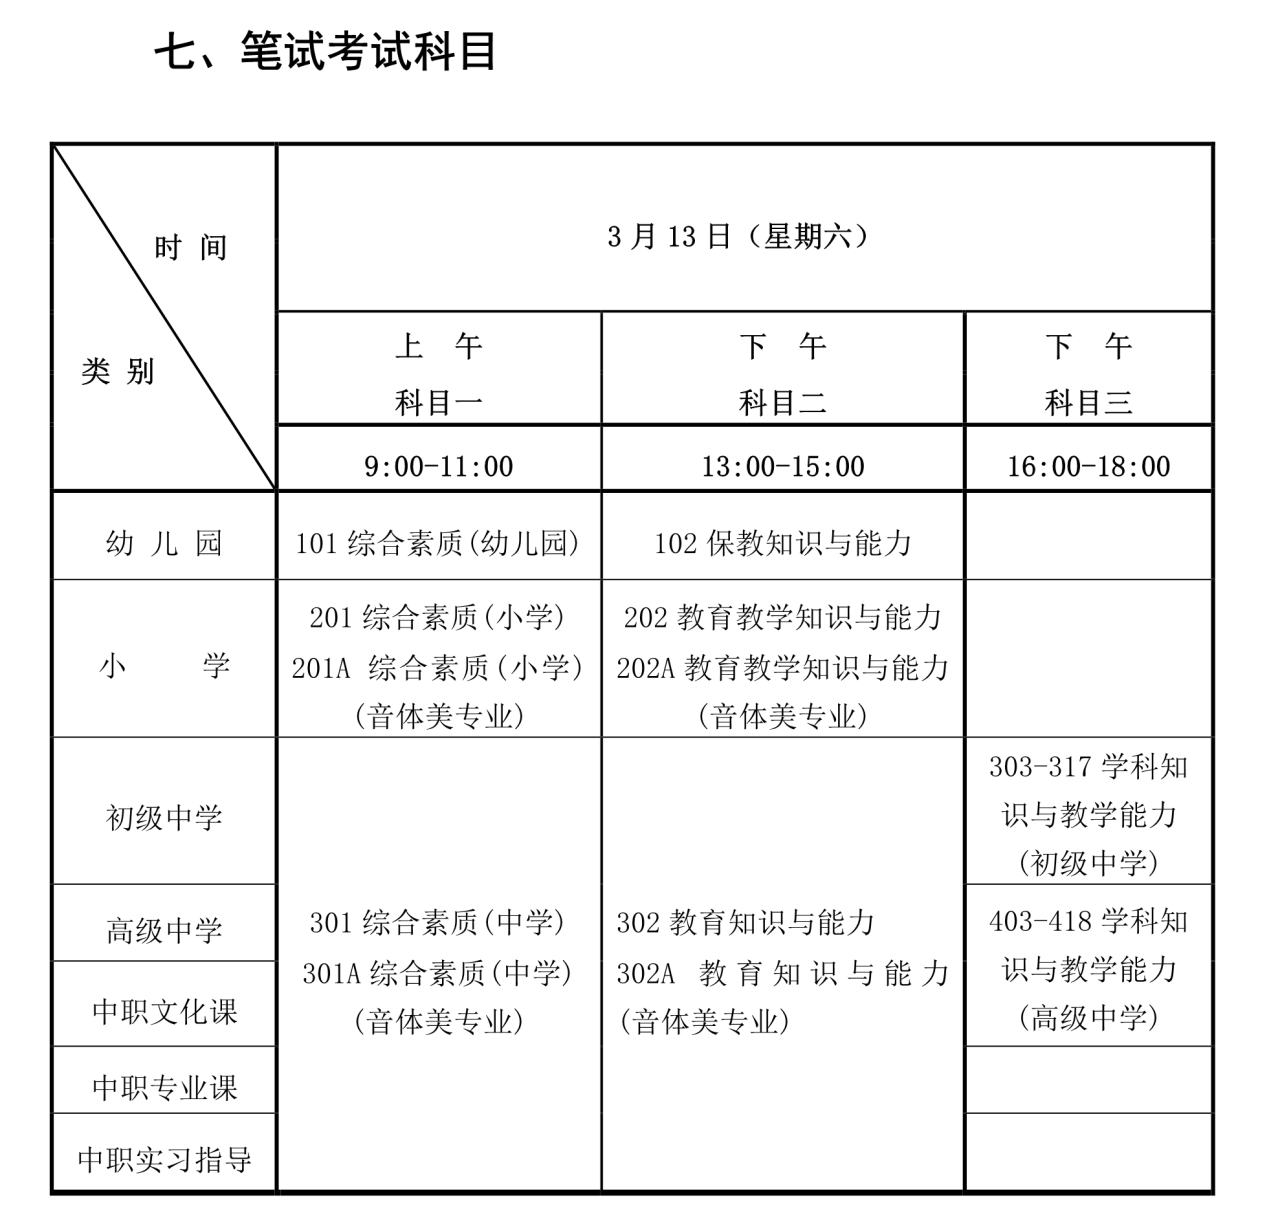 七、笔试考试科目
时 间
类 别
3 月 13 日（星期六）
上 午
科目一
下 午
科目二
下 午
科目三
9:00-11:00
13:00-15:00
16:00-18:00
幼 儿 园
101 综合素质(幼儿园)
102 保教知识与能力
小 学
201 综合素质(小学)
201A 综合素质(小学)
(音体美专业)
202 教育教学知识与能力
202A 教育教学知识与能力
(音体美专业)
初级中学
303-317 学科知
识与教学能力
(初级中学)
高级中学
中职文化课
中职专业课
中职实习指导
301 综合素质(中学)
301A 综合素质(中学)
(音体美专业)
302 教育知识与能力
302A 教育知识与能力
(音体美专业)
403-418 学科知
识与教学能力
(高级中学)